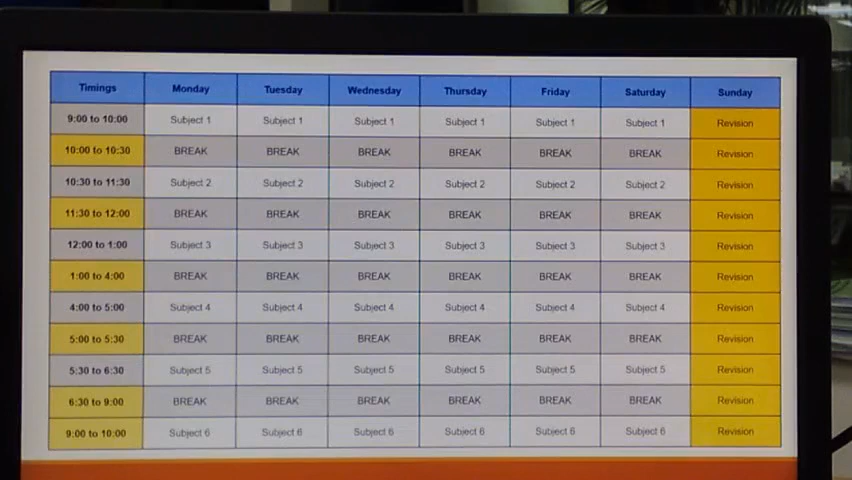 Timings Monday Tuesday Wednesday Thursday Friday Saturday Sunday
9:00 to 10:00 Subject 1 Subject 1 Subject 1 Subject 1 Subject 1 Subject 1 Revision
10:00 to 10:30 BREAK BREAK BREAK BREAK BREAK BREAK Revision
10:30 to 11:30 Subject 2 Subject 2 Subject 2 Subject 2 Subject 2 Subject 2 Revision
11:30 to 12:00 BREAK BREAK BREAK BREAK BREAK BREAK Revision
12:00 to 1:00 Subject 3 Subject 3 Subject 3 Subject 3 Subject 3 Subject 3 Revision
1:00 to 4:00 BREAK BREAK BREAK BREAK BREAK BREAK Revision
4:00 to 5:00 Subject 4 Subject 4 Subject 4 Subject 4 Subject 4 Subject 4 Revision
5:00 to 5:30 BREAK BREAK BREAK BREAK BREAK BREAK Revision
5:30 to 6:30 Subject 5 Subject 5 Subject 5 Subject 5 Subject 5 Subject 5 Revision
6:30 to 9:00 BREAK BREAK BREAK BREAK BREAK BREAK Revision
9:00 to 10:00 Subject 6 Subject 6 Subject 6 Subject 6 Subject 6 Subject 6 Revision